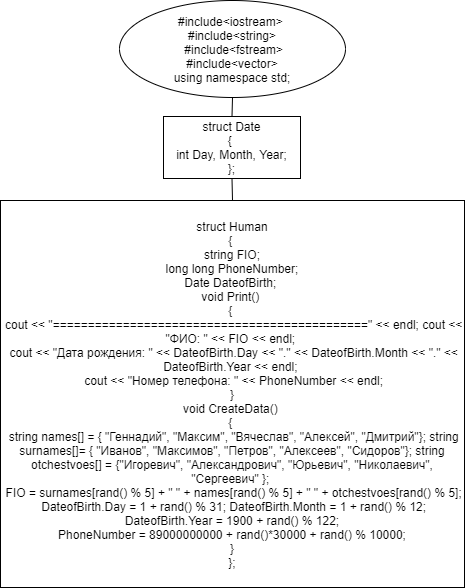 #include<iostream>
#include<string>
#include<fstream>
#include<vector>
using namespace std;
struct Date
{
int Day, Month, Year;
};
struct Human
{
string FIO;
long long PhoneNumber;
Date DateofBirth;
void Print()
{
cout << "=============================================" << endl; cout <<
"ФИО: " << FIO << endl;
cout << "Дата рождения: " << DateofBirth.Day << "." << DateofBirth.Month << "." <<
DateofBirth.Year << endl;
cout << "Номер телефона: " << PhoneNumber << endl;
}
void CreateData()
{
string names[] = { "Геннадий", "Максим", "Вячеслав", "Алексей", "Дмитрий"}; string
surnames[]= { "Иванов", "Максимов", "Петров", "Алексеев", "Сидоров"}; string
otchestvoes[] = {"Игоревич", "Александрович", "Юрьевич", "Николаевич",
"Сергеевич" };
FIO = surnames[rand() % 5] + " " + names[rand() % 5] + " " + otchestvoes[rand() % 5];
DateofBirth.Day = 1 + rand() % 31; DateofBirth.Month = 1 + rand() % 12;
DateofBirth.Year = 1900 + rand() % 122;
PhoneNumber = 89000000000 + rand()*30000 + rand() % 10000;
}
};